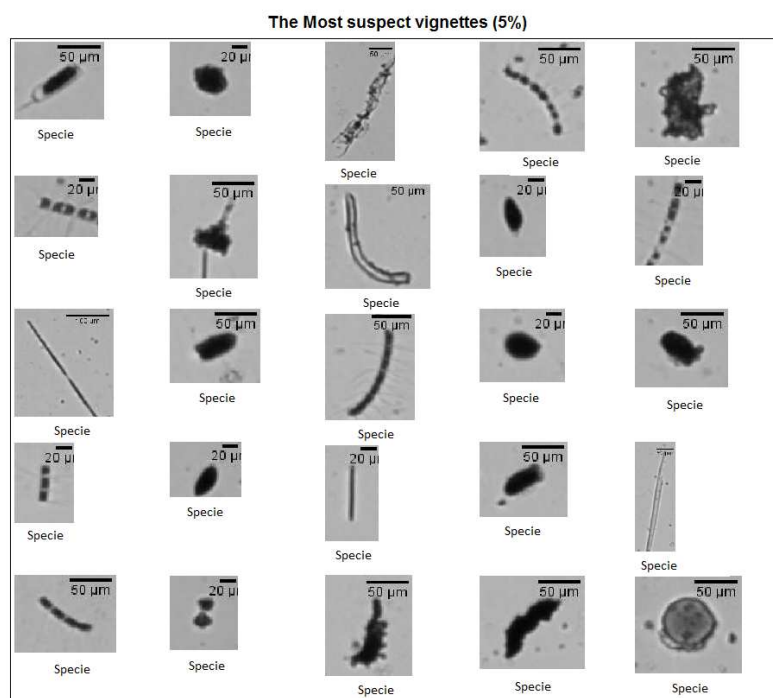 The Most suspect vignettes (5%)
50 µm 20 µm 50 µm 50 µm 50 µm
Specie Specie Specie Specie Specie
20 µ 50 µm 50 µm 20 µm 20 µ
Specie Specie Specie Specie Specie
100 µm 50 µm 50 µm 20 µm 50 µm
Specie Specie Specie Specie Specie
20 µ 20 µm 20 µ 50 µm
Specie Specie Specie Specie Specie
50 µm 20 µ 50 µm 50 µm 50 µm
Specie Specie Specie Specie Specie